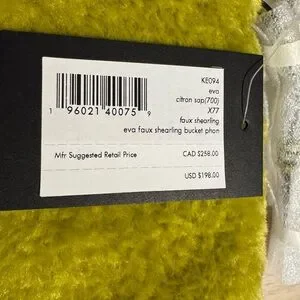 KE094
eva
citron sap(700)
X77
faux shearling
eva faux shearling bucket phon
1 96021 40075 9
Mfr Suggested Retail Price
CAD $258.00
USD $198.00